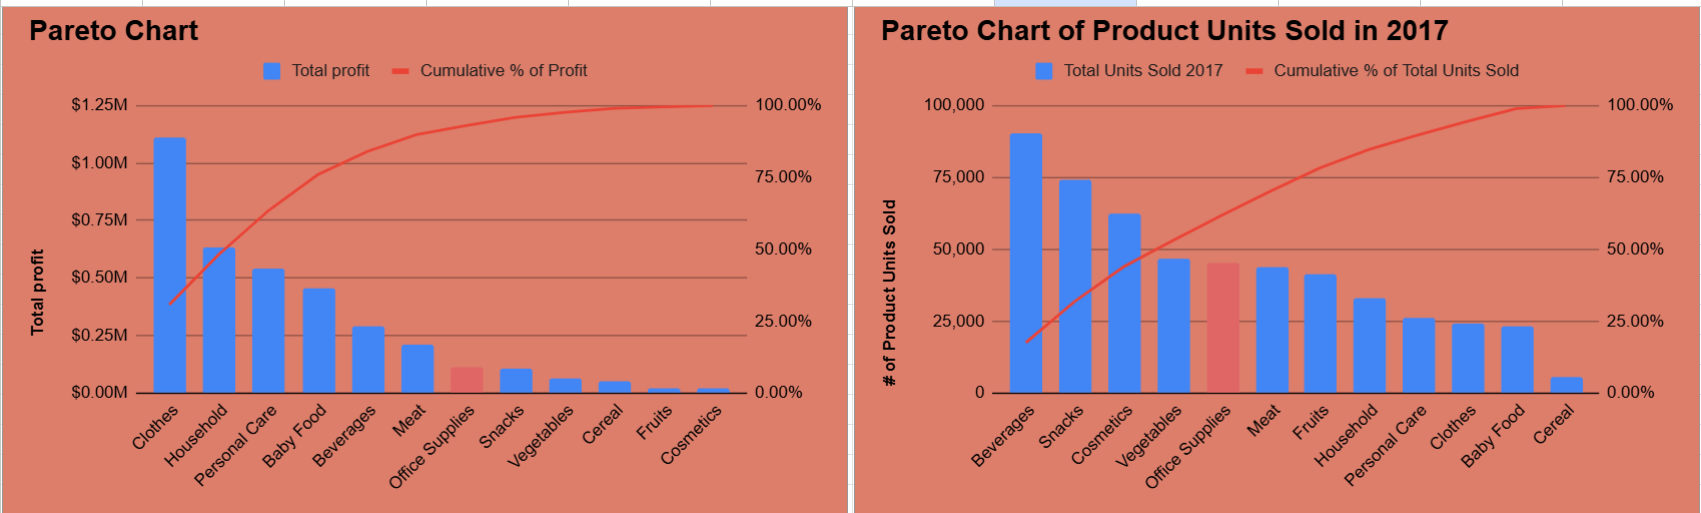 Pareto Chart
Total profit
Cumulative % of Profit
$1.25M
$1.00M
$0.75M
$0.50M
$0.25M
$0.00M
100.00%
75.00%
50.00%
25.00%
0.00%
Total profit
Clothes
Household
Personal Care
Baby Food
Beverages
Meat
Office Supplies
Snacks
Vegetables
Cereal
Fruits
Cosmetics
Pareto Chart of Product Units Sold in 2017
Total Units Sold 2017
Cumulative % of Total Units Sold
100,000
75,000
50,000
25,000
0
100.00%
75.00%
50.00%
25.00%
0.00%
# of Product Units Sold
Beverages
Snacks
Cosmetics
Vegetables
Office Supplies
Meat
Fruits
Household
Personal Care
Clothes
Baby Food
Cereal